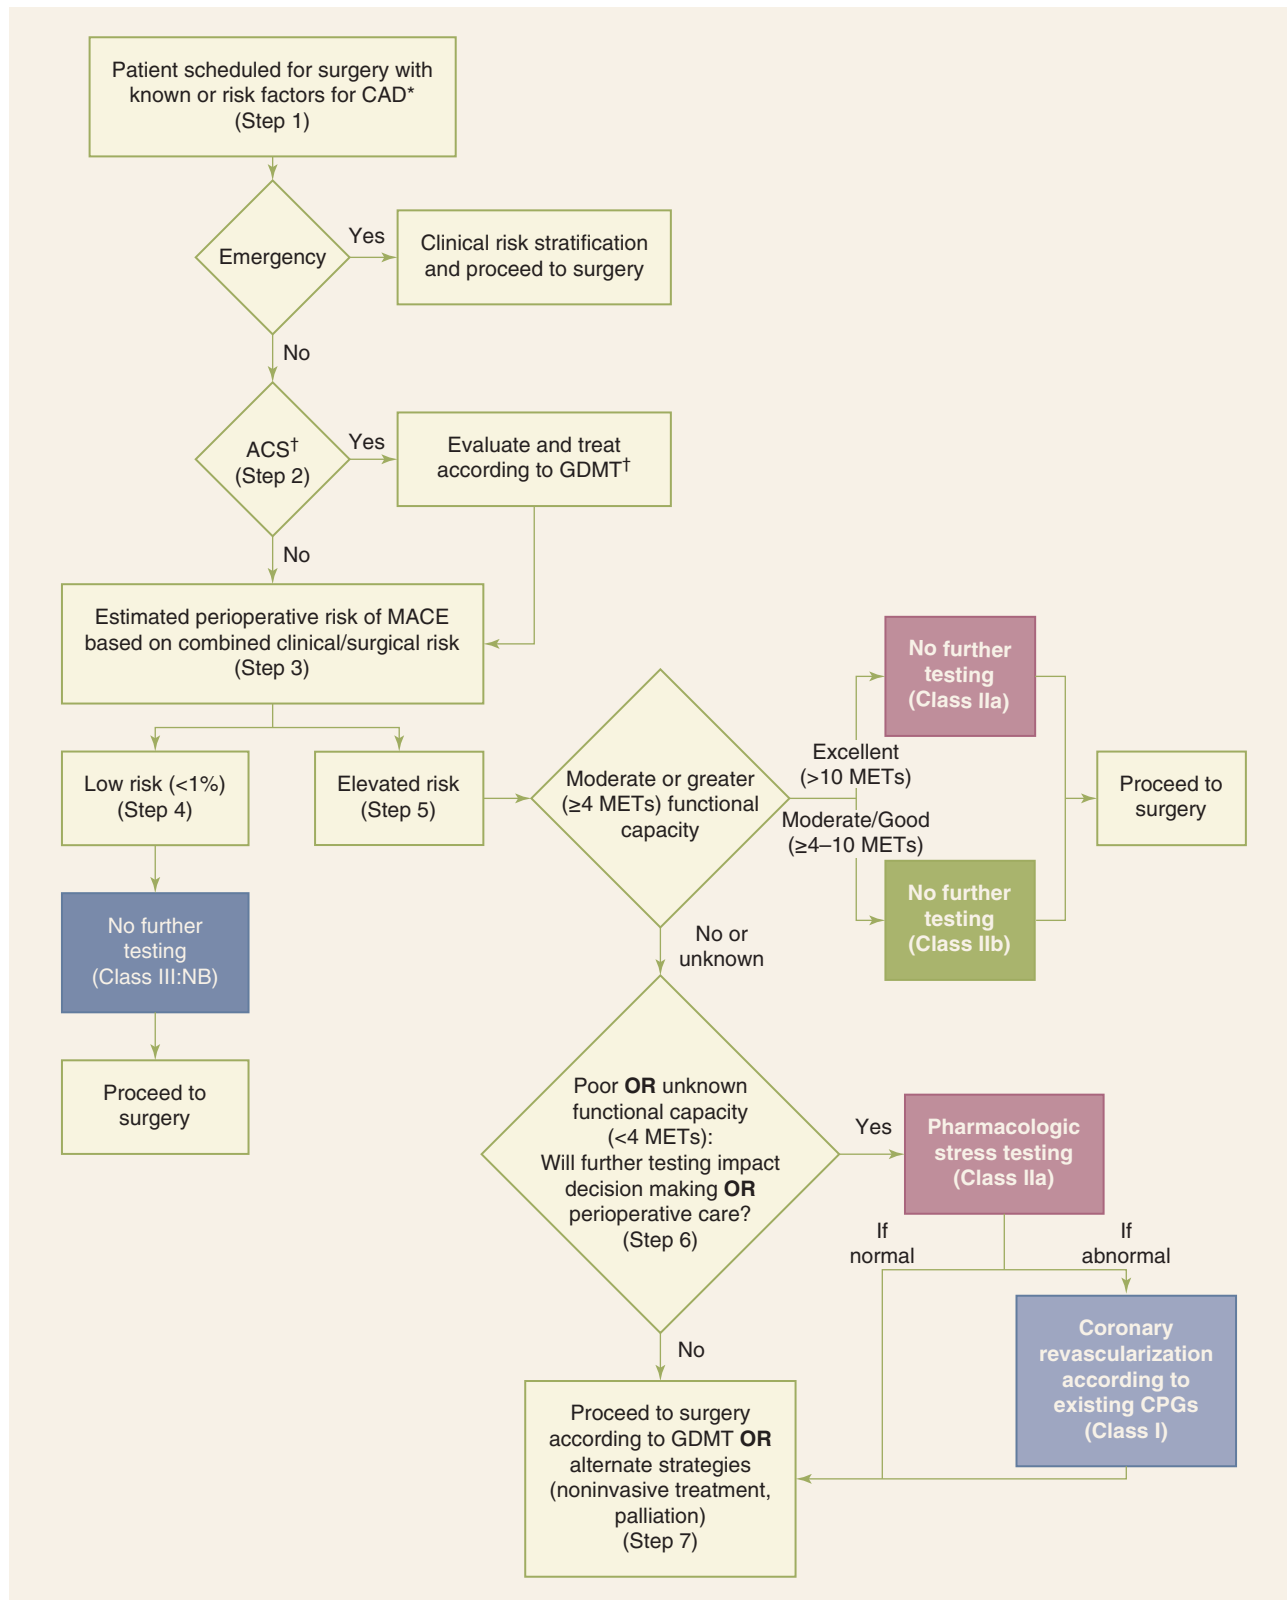 Patient scheduled for surgery with
known or risk factors for CAD*
(Step 1)
Emergency
Yes
Clinical risk stratification
and proceed to surgery
No
ACS†
(Step 2)
Yes
Evaluate and treat
according to GDMT†
No
Estimated perioperative risk of MACE
based on combined clinical/surgical risk
(Step 3)
Low risk (<1%)
(Step 4)
Elevated risk
(Step 5)
Moderate or greater
(≥4 METs) functional
capacity
Excellent
(>10 METs)
No further
testing
(Class IIa)
Moderate/Good
(≥4–10 METs)
No further
testing
(Class IIb)
Proceed to
surgery
No further
testing
(Class III:NB)
Proceed to
surgery
No or
unknown
Poor OR unknown
functional capacity
(<4 METs):
Will further testing impact
decision making OR
perioperative care?
(Step 6)
Yes
Pharmacologic
stress testing
(Class IIa)
If
normal
If
abnormal
Coronary
revascularization
according to
existing CPGs
(Class I)
No
Proceed to surgery
according to GDMT OR
alternate strategies
(noninvasive treatment,
palliation)
(Step 7)